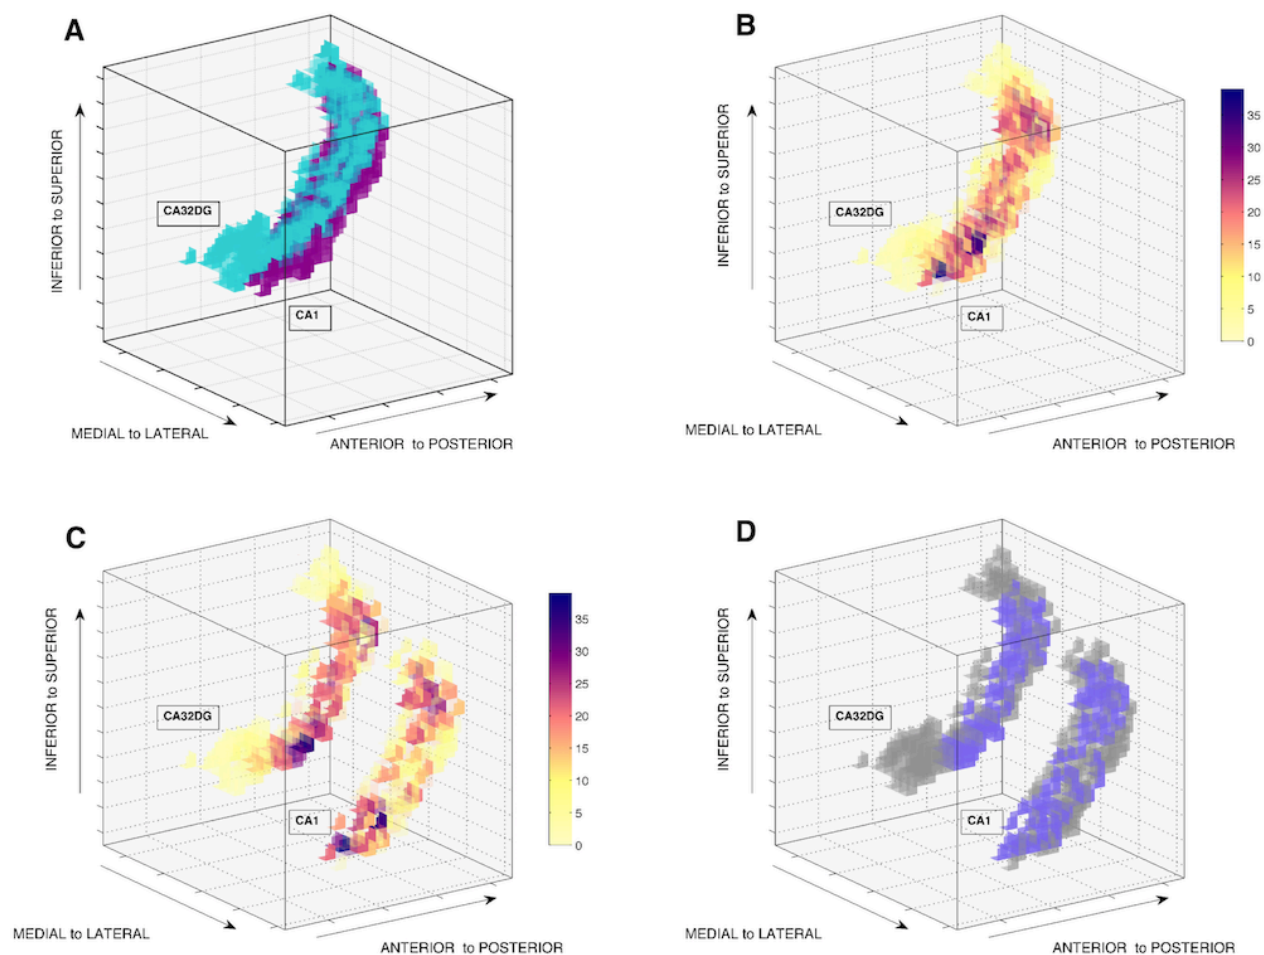 A
INFERIOR to SUPERIOR
CA32DG
CA1
MEDIAL to LATERAL
ANTERIOR to POSTERIOR
B
INFERIOR to SUPERIOR
CA32DG
CA1
MEDIAL to LATERAL
ANTERIOR to POSTERIOR
35
30
25
20
15
10
5
0
C
INFERIOR to SUPERIOR
CA32DG
CA1
MEDIAL to LATERAL
ANTERIOR to POSTERIOR
35
30
25
20
15
10
5
0
D
INFERIOR to SUPERIOR
CA32DG
CA1
MEDIAL to LATERAL
ANTERIOR to POSTERIOR